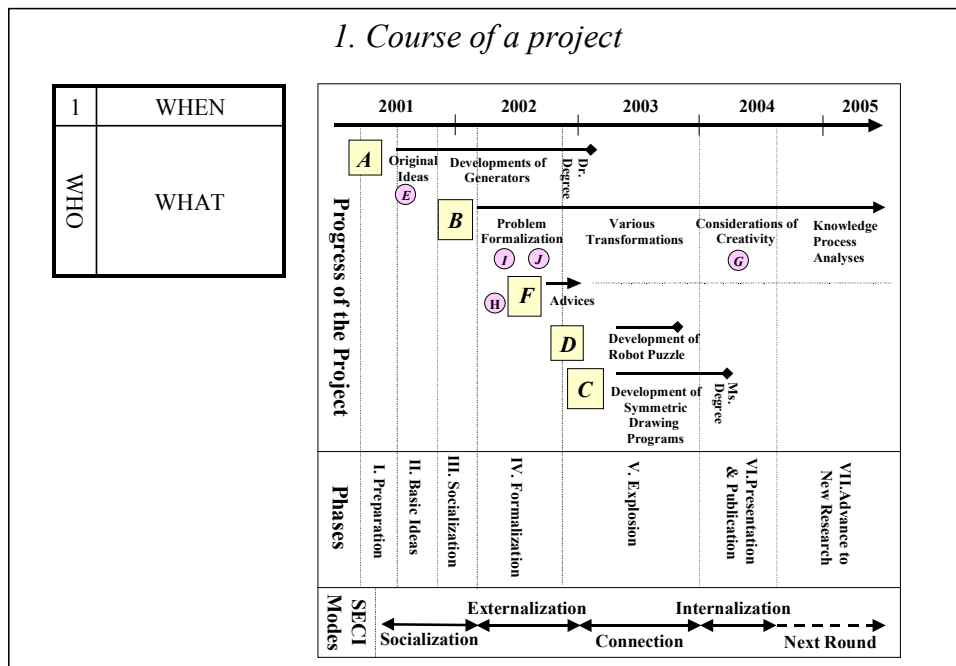 1. Course of a project
1 WHEN
WHO
WHAT
2001 2002 2003 2004 2005
Progress of the Project
A
Original
Ideas
E
Developments of
Generators
Dr.
Degree
B
Problem
Formalization
Various
Transformations
Considerations of
Creativity
Knowledge
Process
Analyses
I
J
G
H
F
Advices
D
Development of
Robot Puzzle
C
Development of
Symmetric
Drawing
Programs
Ms.
Degree
Phases
I. Preparation
II. Basic Ideas
III. Socialization
IV. Formalization
V. Explosion
VI.Presentation
& Publication
VII.Advance to
New Research
SECI
Modes
Externalization
Internalization
Socialization
Connection
Next Round